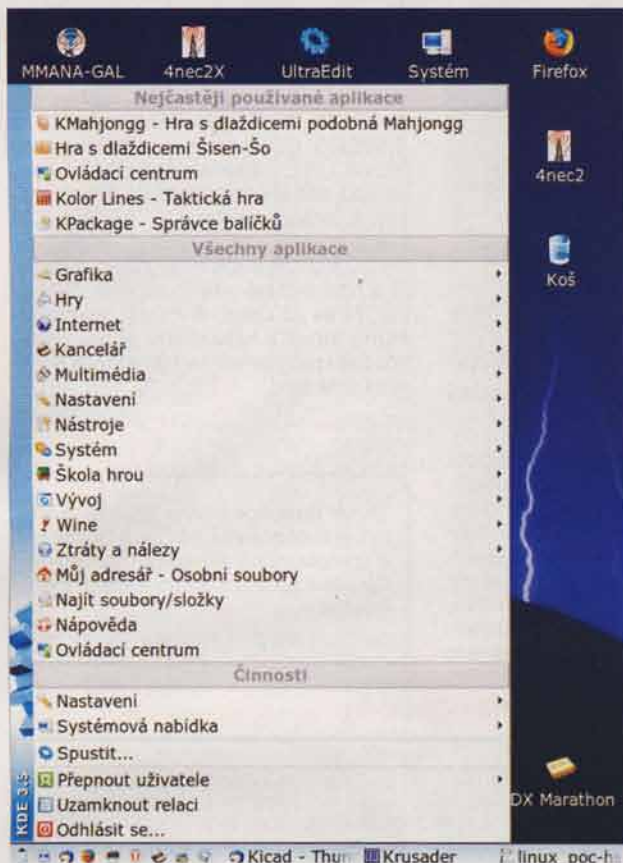 MMANA-GAL 4nec2X UltraEdit Systém Firefox
Nejčastěji používané aplikace
KMahjongg - Hra s dlaždicemi podobná Mahjongg
Hra s dlaždicemi Šisen-Šo
Ovládací centrum
Kolor Lines - Taktická hra
KPackage - Správce balíčků
Všechny aplikace
Grafika
Hry
Internet
Kancelář
Multimédia
Nastavení
Nástroje
Systém
Škola hrou
Vývoj
Wine
Ztráty a nálezy
Můj adresář - Osobní soubory
Najít soubory/složky
Nápověda
Ovládací centrum
Činnosti
Nastavení
Systémová nabídka
Spustit...
Přepnout uživatele
Uzamknout relaci
Odhlásit se...
KDE 3.5
4nec2
Koš
DX Marathon
Kicad - Thun Krusader linux_poc-h